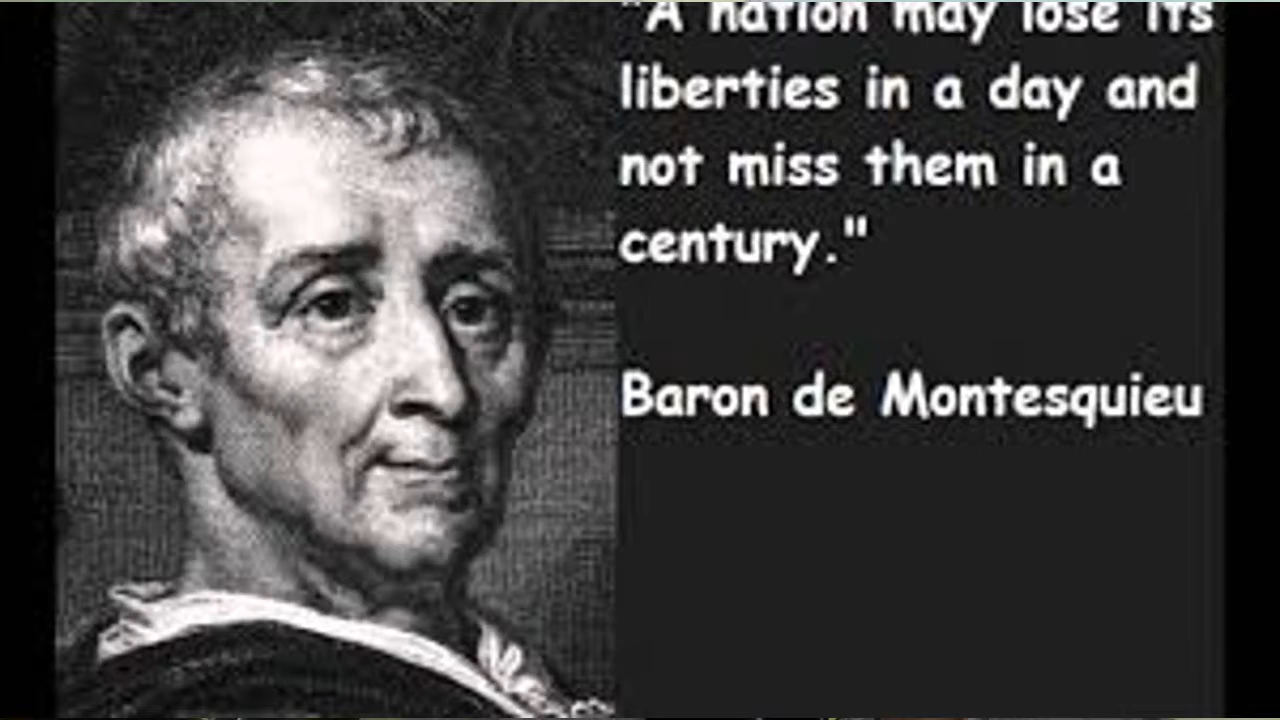 "A nation may lose its
liberties in a day and
not miss them in a
century."
Baron de Montesquieu